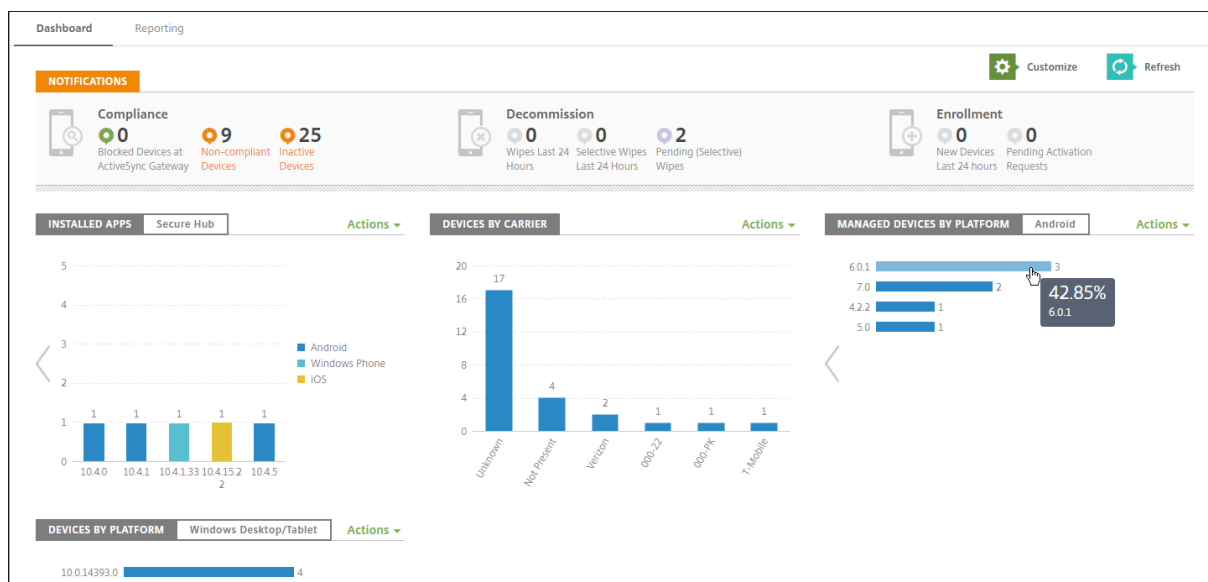 Dashboard Reporting
Customize Refresh
NOTIFICATIONS
Compliance
0 9 25
Blocked Devices at Non-compliant Inactive
ActiveSync Gateway Devices Devices
Decommission
0 0 2
Wipes Last 24 Selective Wipes Pending (Selective)
Hours Last 24 Hours Wipes
Enrollment
0 0
New Devices Pending Activation
Last 24 hours Requests
INSTALLED APPS Secure Hub Actions
5
4
3
2
1
0
1 1 1 1 1
10.4.0 10.4.1 10.4.1.33 10.4.15.2 10.4.5
2
Android
Windows Phone
iOS
DEVICES BY CARRIER Actions
20
16
12
8
4
0
17 4 2 1 1 1
Unknown Not Present Verizon 000-22 000-PK T-Mobile
MANAGED DEVICES BY PLATFORM Android Actions
6.0.1 3
7.0 2
4.2.2 1
5.0 1
42.85%
6.0.1
DEVICES BY PLATFORM Windows Desktop/Tablet Actions
10.0.14393.0 4